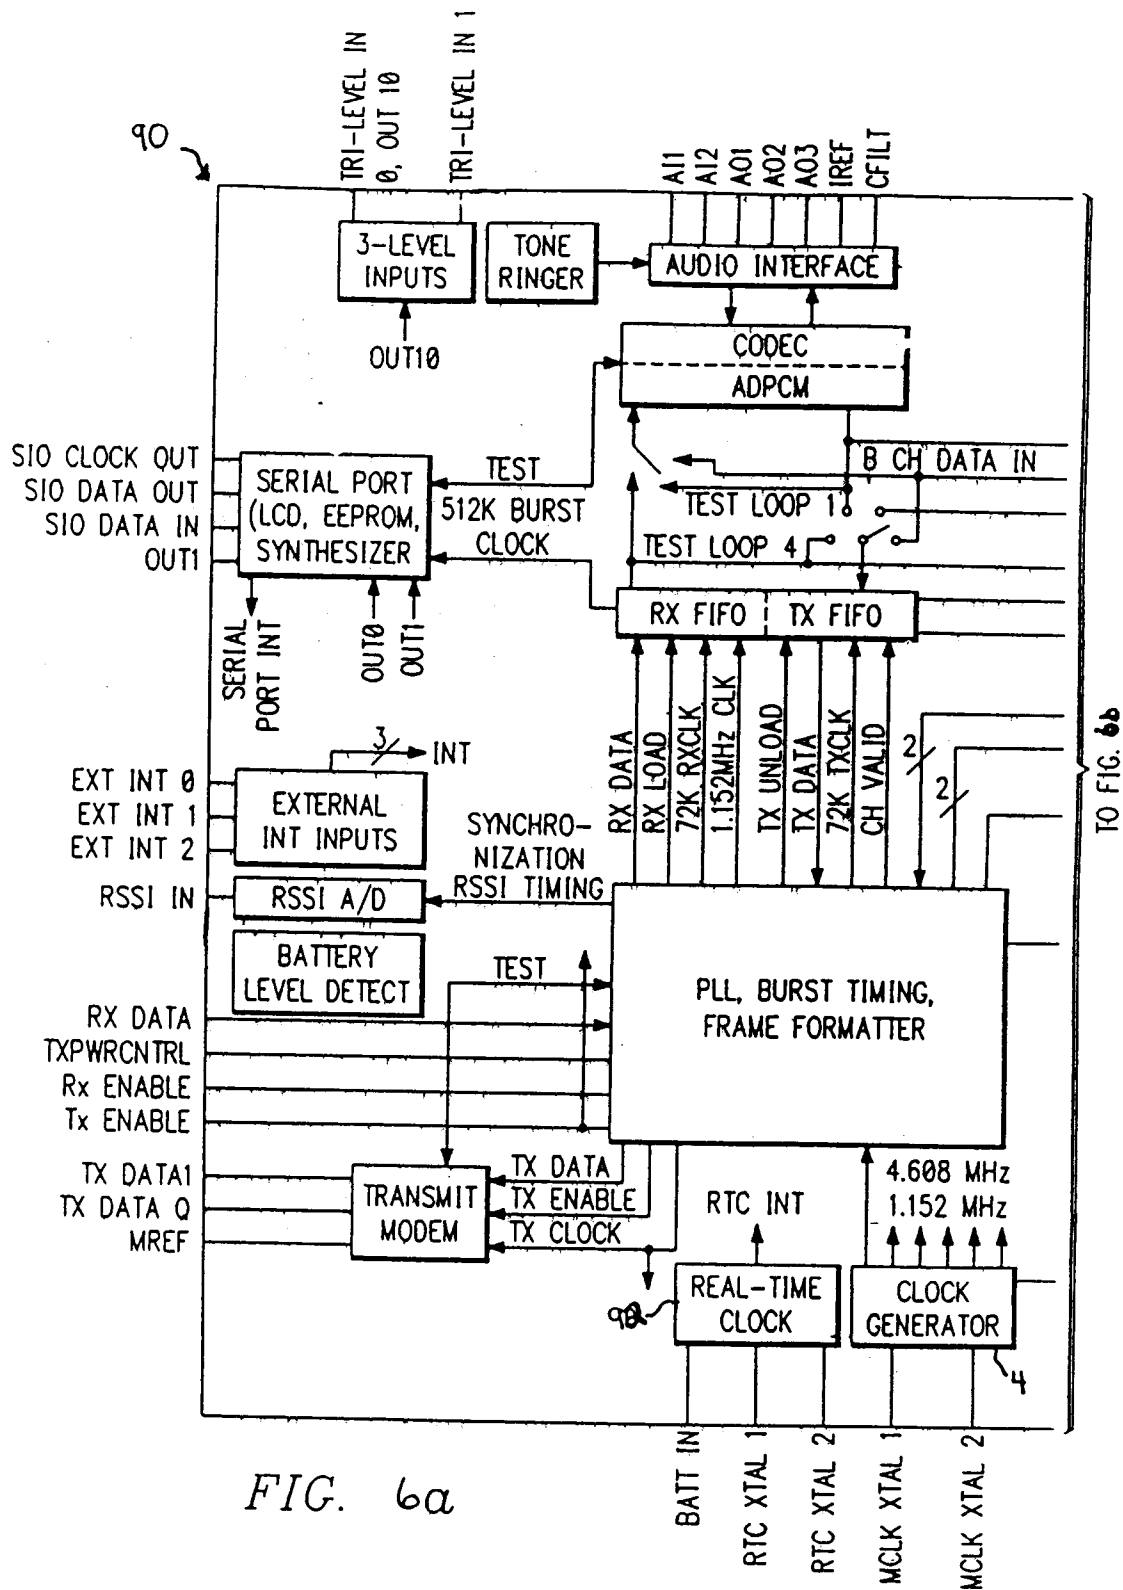 90
TRI-LEVEL IN
0, OUT 10
TRI-LEVEL IN 1
AI1
AI2
AO1
AO2
AO3
IREF
CFILT
3-LEVEL
INPUTS
TONE
RINGER
AUDIO INTERFACE
OUT10
CODEC
ADPCM
SIO CLOCK OUT
SIO DATA OUT
SIO DATA IN
OUT1
SERIAL PORT
(LCD, EEPROM,
SYNTHESIZER
TEST
512K BURST
CLOCK
B CH DATA IN
TEST LOOP 1
TEST LOOP 4
RX FIFO
TX FIFO
SERIAL
PORT INT
OUT0
OUT1
RX DATA
RX LOAD
72K RXCLK
1.152MHz CLK
TX UNLOAD
TX DATA
72K TXCLK
CH VALID
2
2
3
INT
EXT INT 0
EXT INT 1
EXT INT 2
EXTERNAL
INT INPUTS
SYNCHRO-
NIZATION
RSSI TIMING
RSSI IN
RSSI A/D
BATTERY
LEVEL DETECT
TEST
PLL, BURST TIMING,
FRAME FORMATTER
RX DATA
TXPWRCNTRL
Rx ENABLE
Tx ENABLE
TX DATA1
TX DATA Q
MREF
TRANSMIT
MODEM
TX DATA
TX ENABLE
TX CLOCK
RTC INT
4.608 MHz
1.152 MHz
92
REAL-TIME
CLOCK
CLOCK
GENERATOR
4
BATT IN
RTC XTAL 1
RTC XTAL 2
MCLK XTAL 1
MCLK XTAL 2
TO FIG. 6b
FIG. 6a